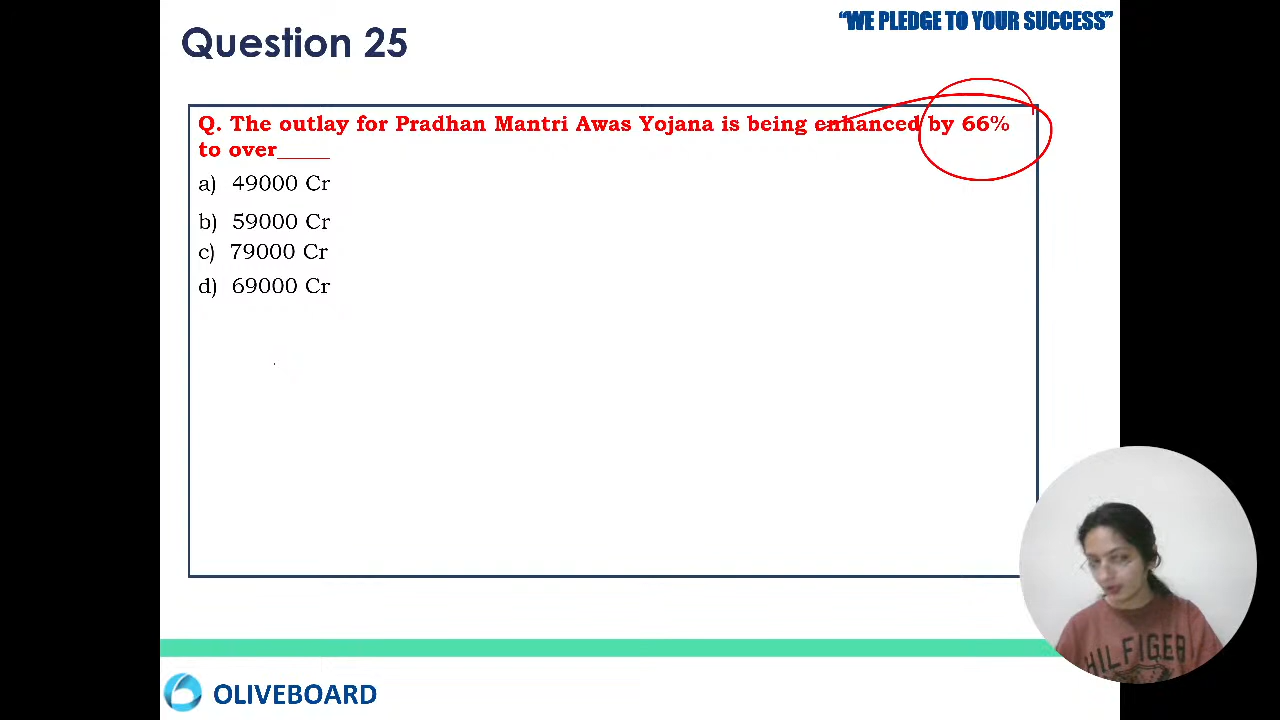 “WE PLEDGE TO YOUR SUCCESS”
Question 25
Q. The outlay for Pradhan Mantri Awas Yojana is being enhanced by 66%
to over_____
a) 49000 Cr
b) 59000 Cr
c) 79000 Cr
d) 69000 Cr
HILFIGER
OLIVEBOARD